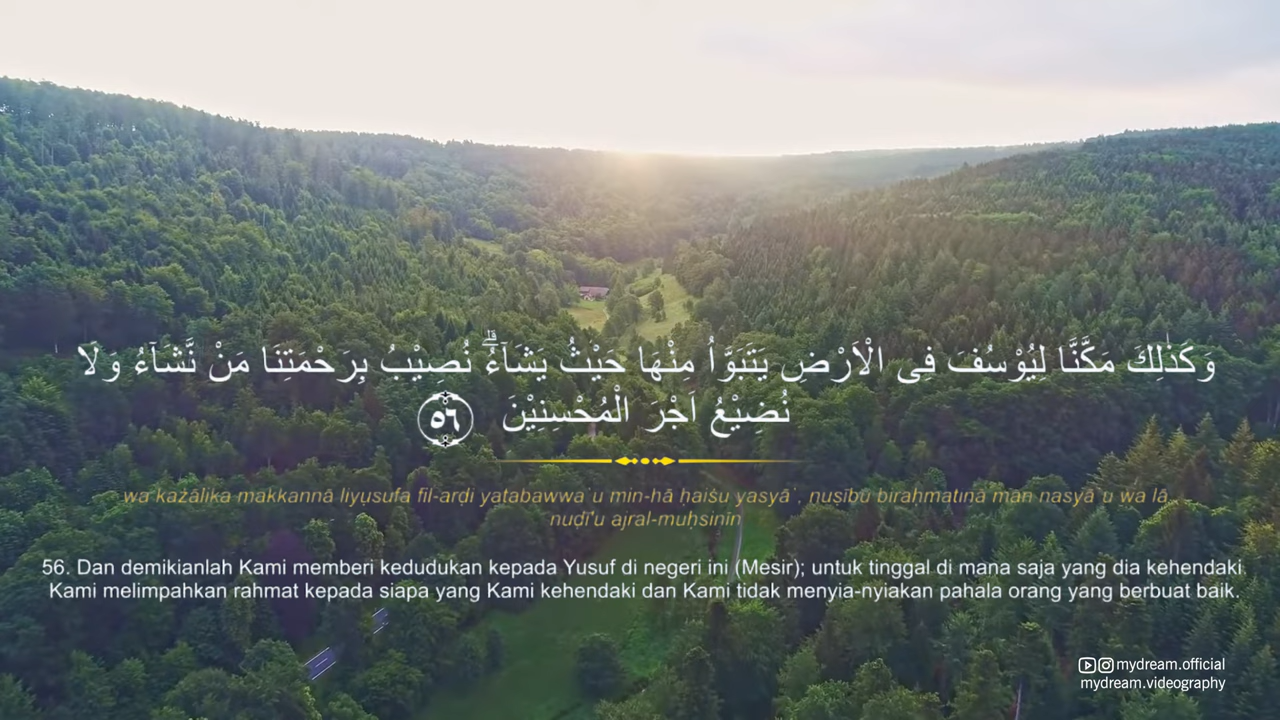 وَكَذٰلِكَ مَكَّنَّا لِيُوْسُفَ فِى الْاَرْضِ يَتَبَوَّاُ مِنْهَا حَيْثُ يَشَاۤءُۗ نُصِيْبُ بِرَحْمَتِنَا مَنْ نَّشَاۤءُ وَلَا
نُضِيْعُ اَجْرَ الْمُحْسِنِيْنَ ٥٦
wa każālika makkannā liyụsufa fil-arḍi yatabawwa`u min-hā ḥaiṡu yasyā`, nuṣību biraḥmatinā man nasyā`u wa lā
nuḍī'u ajral-muḥsinīn
56. Dan demikianlah Kami memberi kedudukan kepada Yusuf di negeri ini (Mesir); untuk tinggal di mana saja yang dia kehendaki.
Kami melimpahkan rahmat kepada siapa yang Kami kehendaki dan Kami tidak menyia-nyiakan pahala orang yang berbuat baik.
mydream.official
mydream.videography